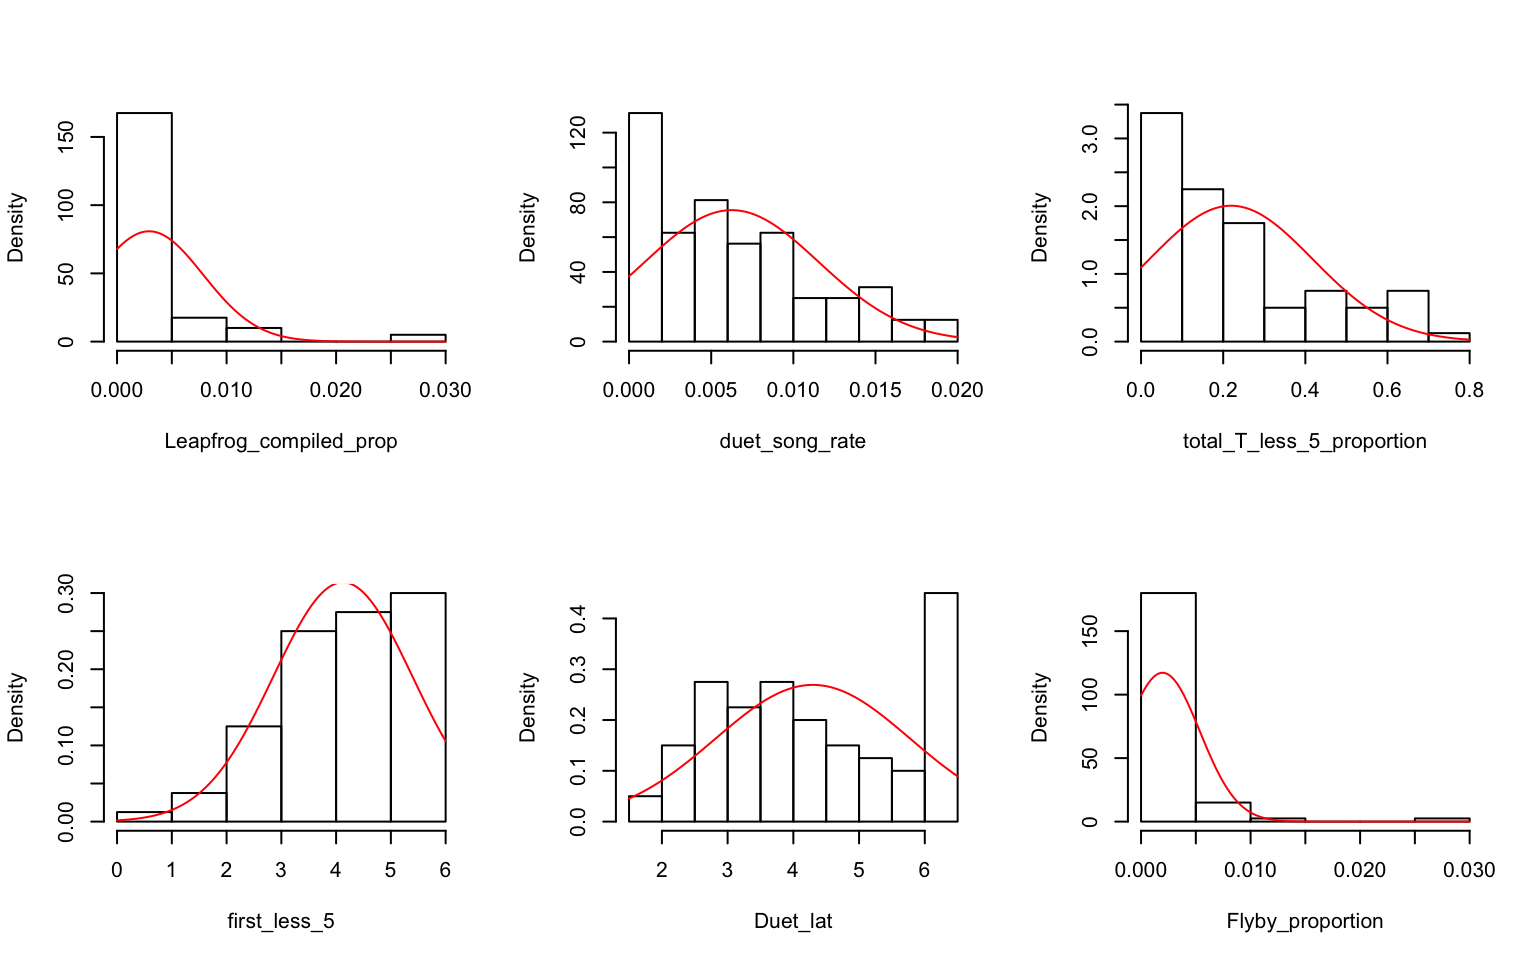 Density
0 50 100 150
0.000 0.010 0.020 0.030
Leapfrog_compiled_prop
Density
0 40 80 120
0.000 0.005 0.010 0.015 0.020
duet_song_rate
Density
0.0 1.0 2.0 3.0
0.0 0.2 0.4 0.6 0.8
total_T_less_5_proportion
Density
0.00 0.10 0.20 0.30
0 1 2 3 4 5 6
first_less_5
Density
0.0 0.1 0.2 0.3 0.4
2 3 4 5 6
Duet_lat
Density
0 50 100 150
0.000 0.010 0.020 0.030
Flyby_proportion